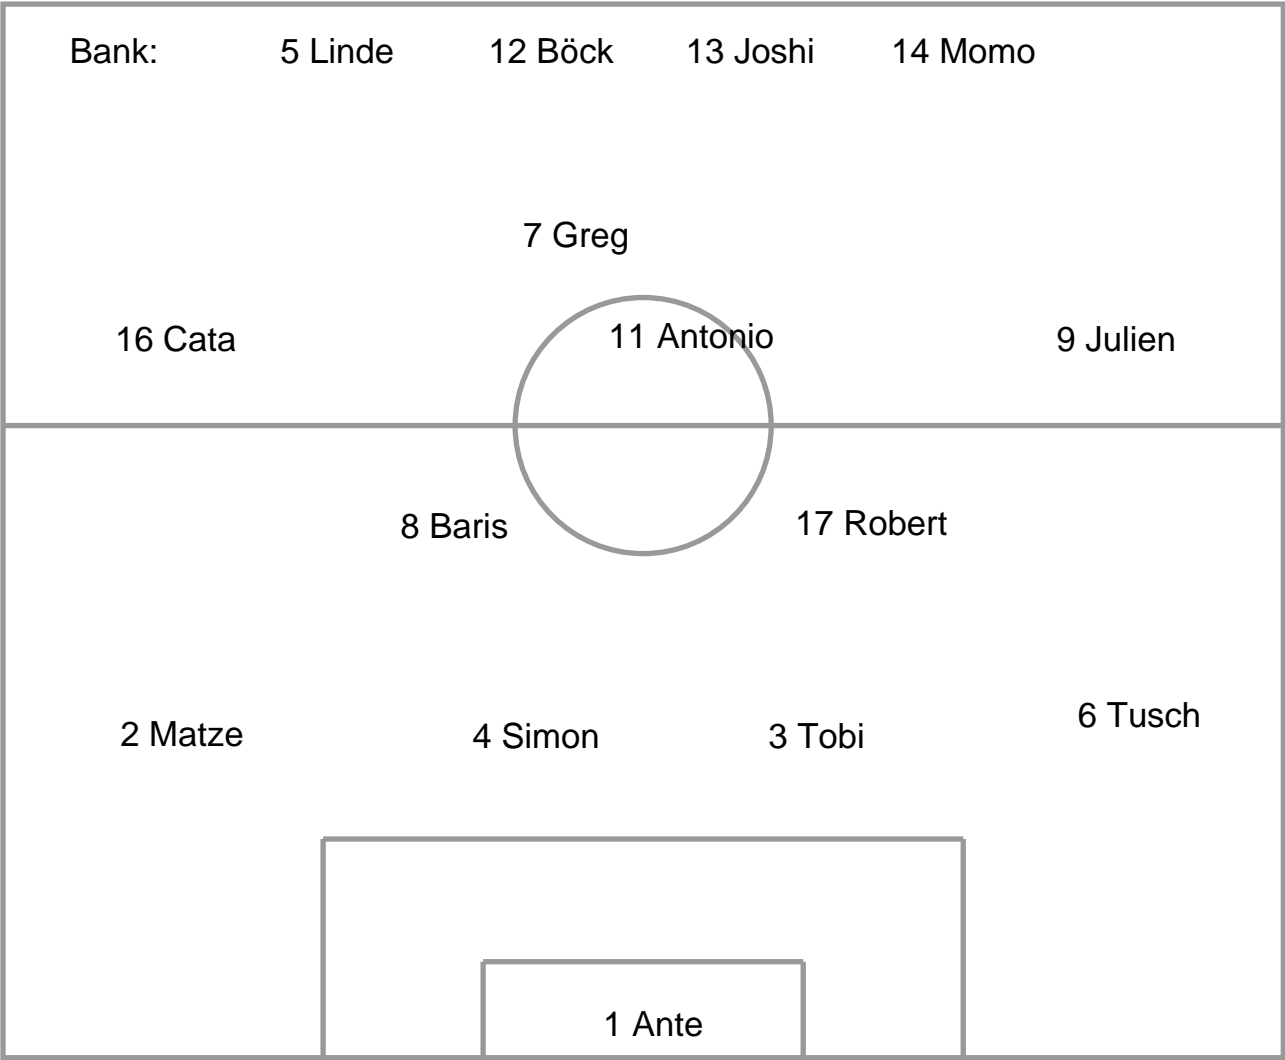 Bank: 5 Linde 12 Böck 13 Joshi 14 Momo
7 Greg
16 Cata 11 Antonio 9 Julien
8 Baris 17 Robert
2 Matze 4 Simon 3 Tobi 6 Tusch
1 Ante